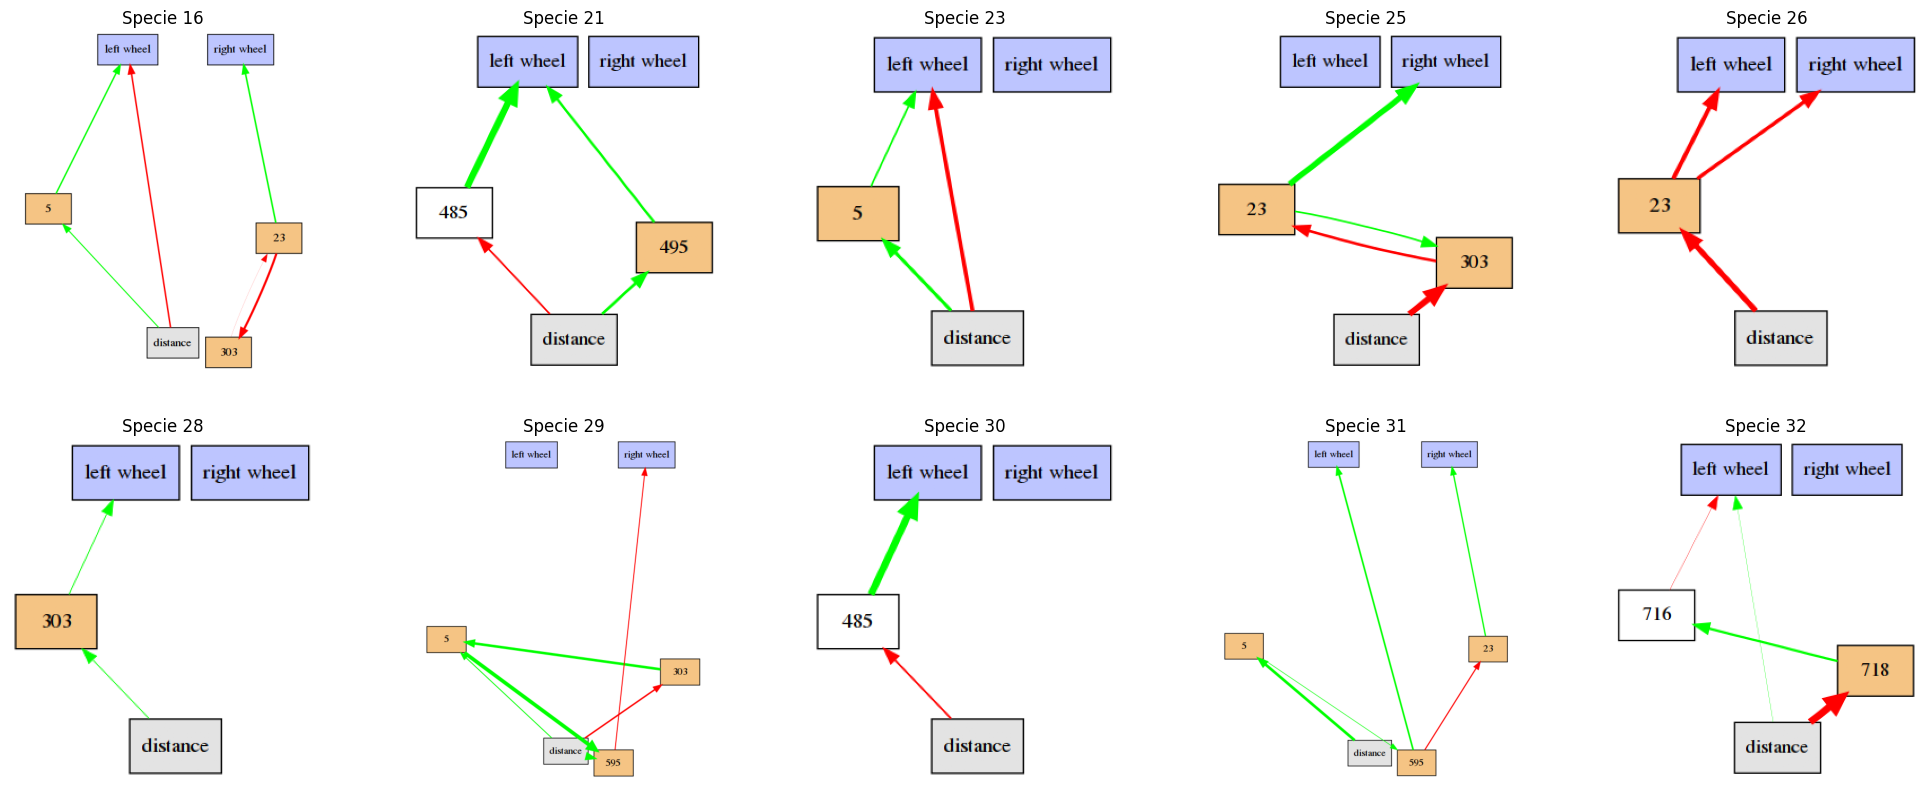 Specie 16
left wheel
right wheel
5
23
distance
303
Specie 21
left wheel
right wheel
485
495
distance
Specie 23
left wheel
right wheel
5
distance
Specie 25
left wheel
right wheel
23
303
distance
Specie 26
left wheel
right wheel
23
distance
Specie 28
left wheel
right wheel
303
distance
Specie 29
left wheel
right wheel
5
303
distance
595
Specie 30
left wheel
right wheel
485
distance
Specie 31
left wheel
right wheel
5
23
distance
595
Specie 32
left wheel
right wheel
716
718
distance